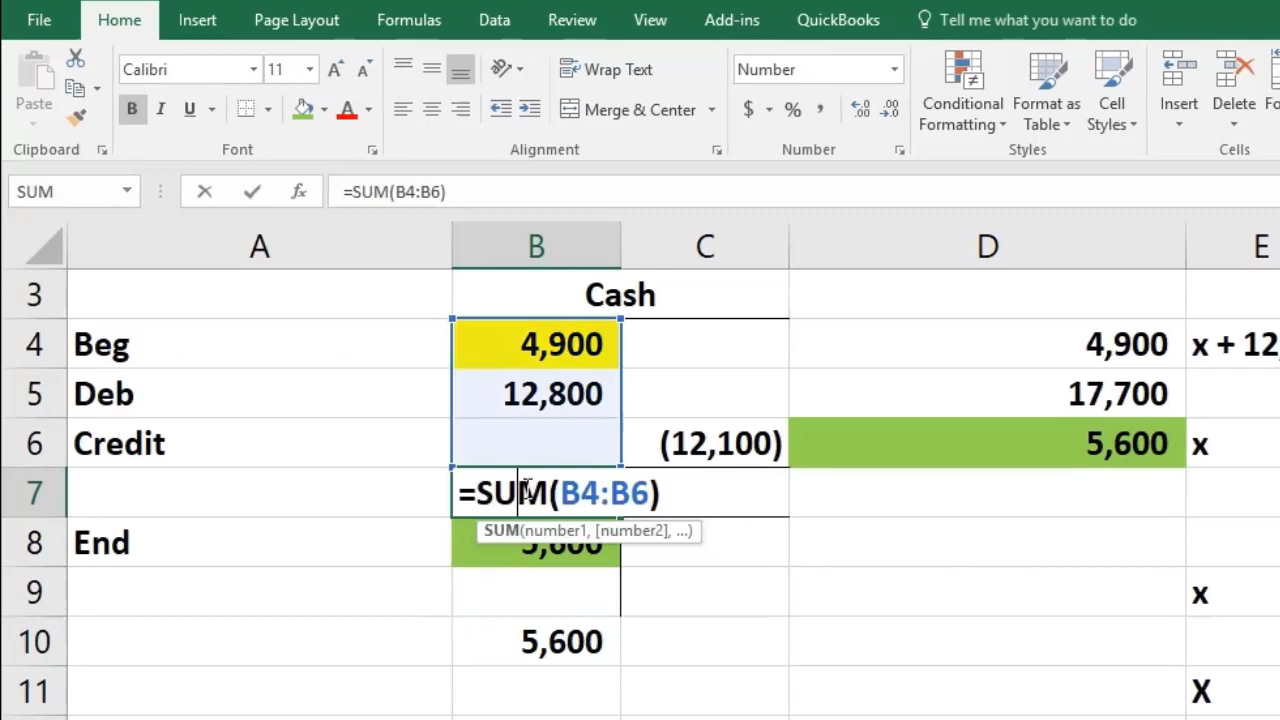 File Home Insert Page Layout Formulas Data Review View Add-ins QuickBooks Tell me what you want to do
Calibri 11 A A Wrap Text Number
Paste B I U A Merge & Center $ % , Conditional Formatting Format as Table Cell Styles Insert Delete
Clipboard Font Alignment Number Styles Cells
SUM fx =SUM(B4:B6)
A B C D E
3 Cash
4 Beg 4,900 4,900 x + 12,
5 Deb 12,800 17,700
6 Credit (12,100) 5,600 x
7 =SUM(B4:B6)
SUM(number1, [number2], ...)
8 End 5,600
9 x
10 5,600
11 X